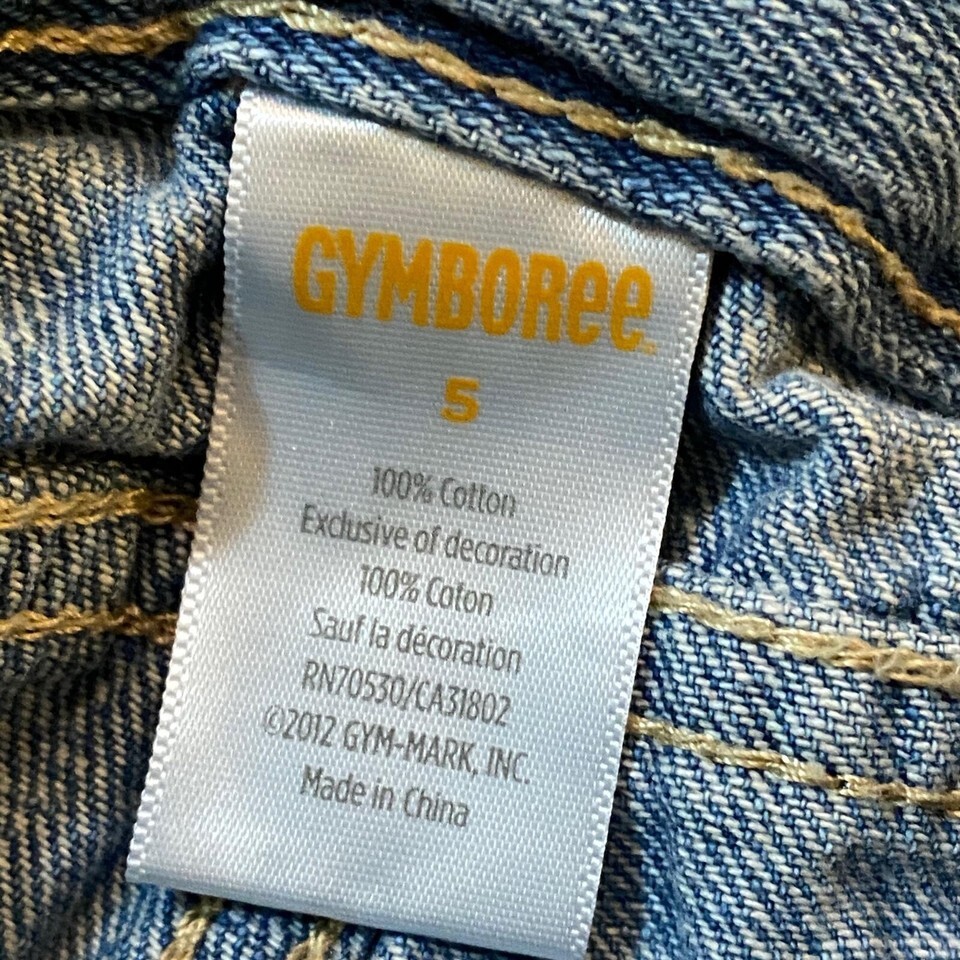 GYMBORee
5
100% Cotton
Exclusive of decoration
100% Coton
Sauf la décoration
RN70530/CA31802
©2012 GYM-MARK, INC.
Made in China